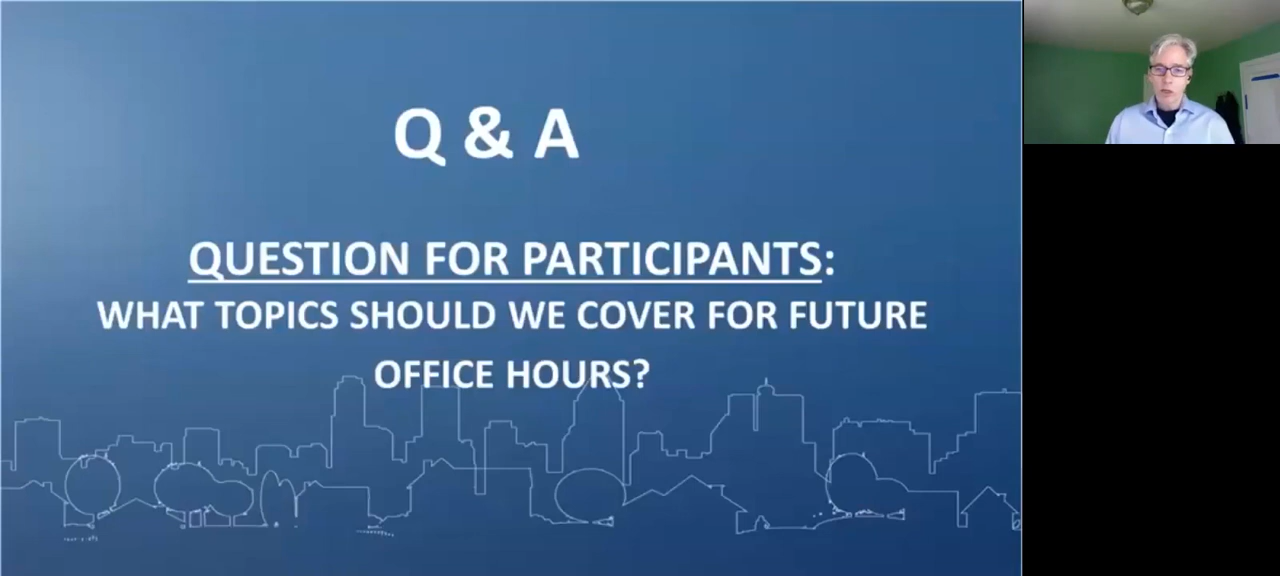 Q & A
QUESTION FOR PARTICIPANTS:
WHAT TOPICS SHOULD WE COVER FOR FUTURE
OFFICE HOURS?